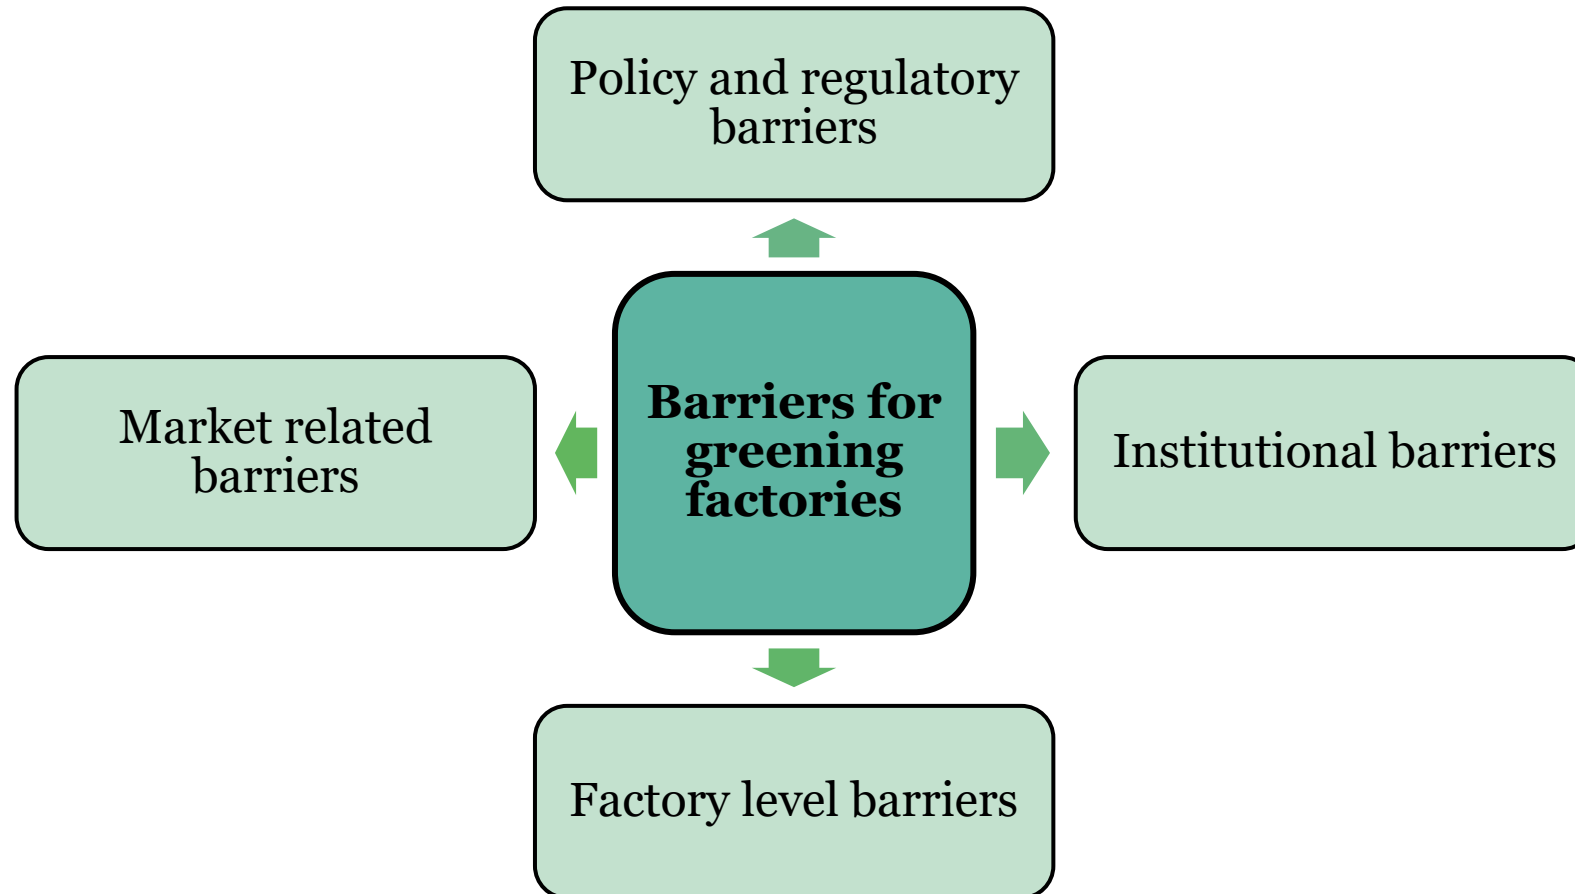 Policy and regulatory
barriers
Market related
barriers
Barriers for
greening
factories
Institutional barriers
Factory level barriers